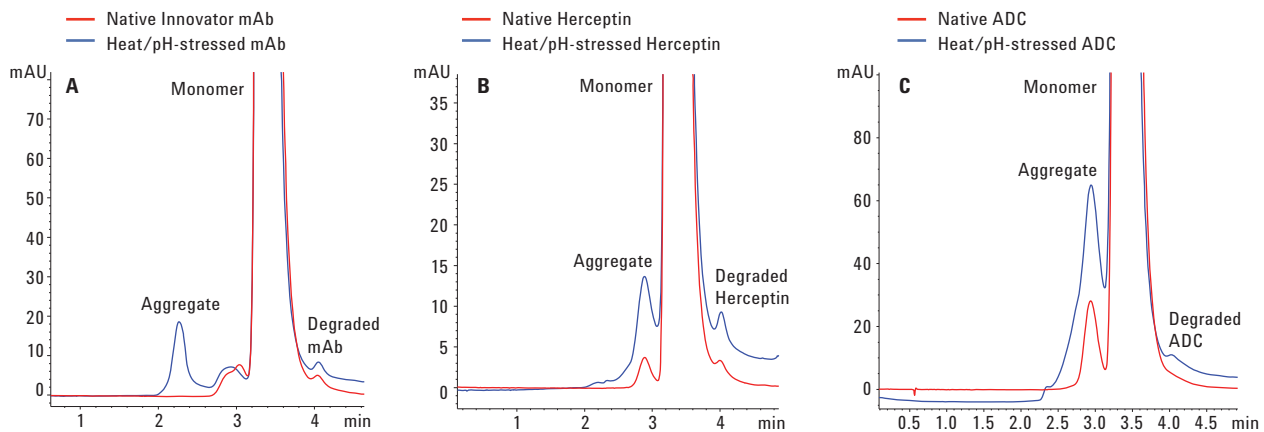 Native Innovator mAb
Heat/pH-stressed mAb
mAU
A
Monomer
70
60
50
40
30
20
10
0
Aggregate
Degraded
mAb
1
2
3
4
min
Native Herceptin
Heat/pH-stressed Herceptin
mAU
B
Monomer
35
30
25
20
15
10
5
0
Aggregate
Degraded
Herceptin
1
2
3
4
min
Native ADC
Heat/pH-stressed ADC
mAU
C
Monomer
80
60
40
20
0
Aggregate
Degraded
ADC
0.5
1.0
1.5
2.0
2.5
3.0
3.5
4.0
4.5
min